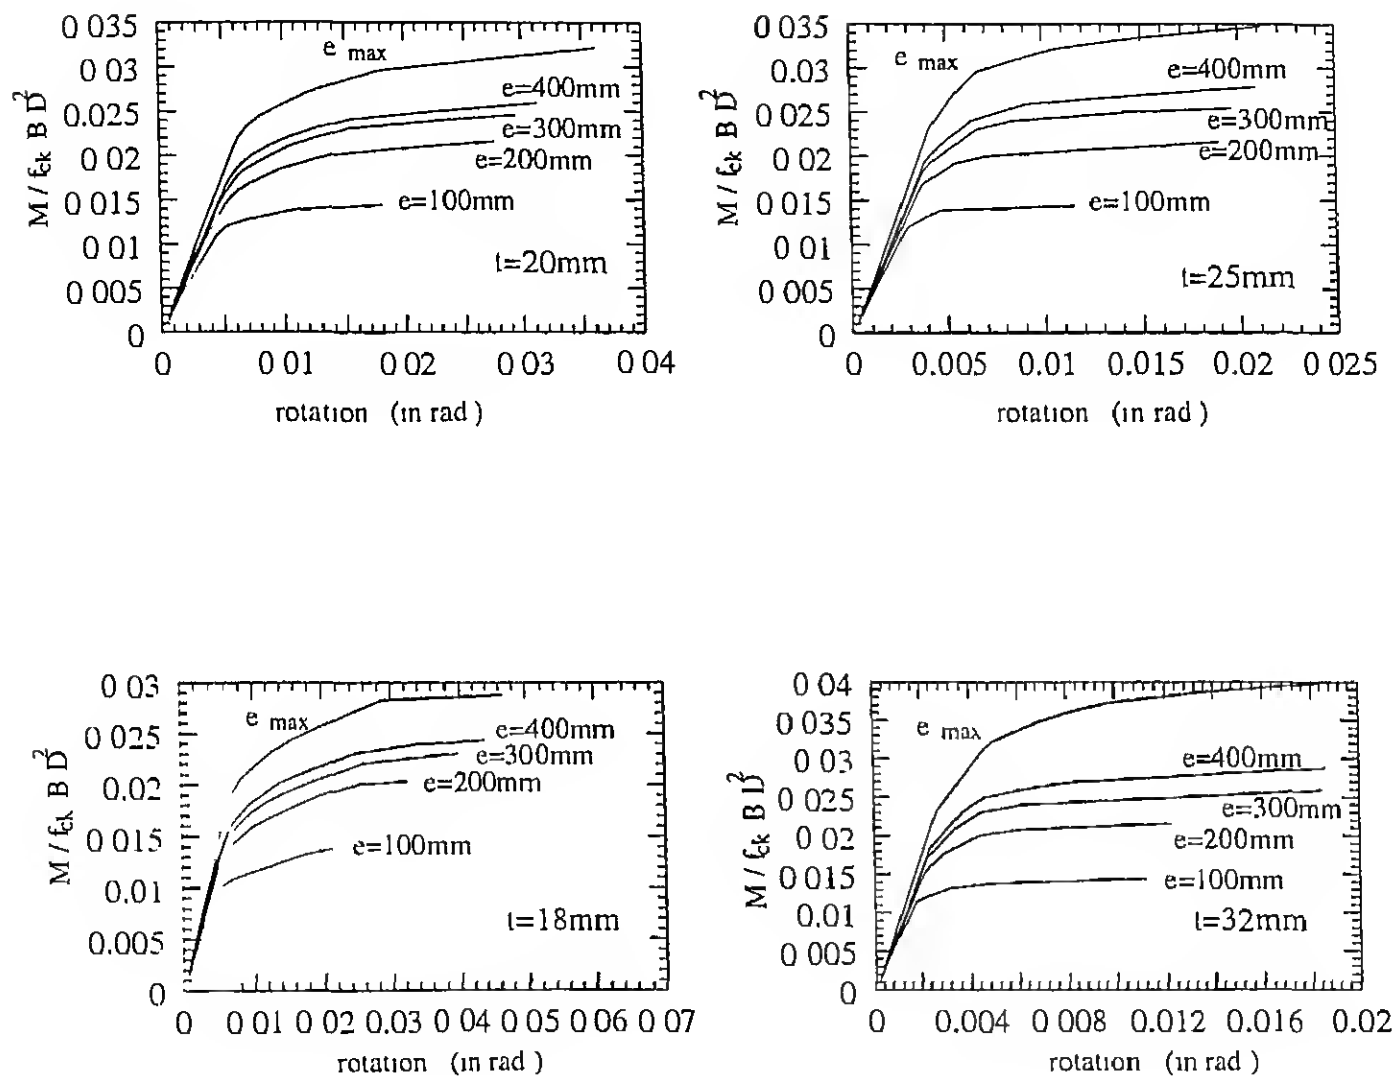 0 035
0 03
0.025
0 02
0.015
0 01
0 005
0
M / fck B D2
e max
e=400mm
e=300mm
e=200mm
e=100mm
t=20mm
0 0 01 0 02 0 03 0 04
rotation (in rad )
0 035
0.03
0 025
0 02
0 015
0.01
0 005
0
M / fck B D2
e max
e=400mm
e=300mm
e=200mm
e=100mm
t=25mm
0 0.005 0.01 0.015 0.02 0 025
rotation (in rad )
0 03
0 025
0.02
0 015
0 01
0.005
0
M / fck B D2
e max
e=400mm
e=300mm
e=200mm
e=100mm
t=18mm
0 0 01 0 02 0.03 0 04 0 05 0 06 0 07
rotation (in rad )
0 04
0 035
0 03
0 025
0 02
0 015
0.01
0 005
0
M / fck B D2
e max
e=400mm
e=300mm
e=200mm
e=100mm
t=32mm
0 0.004 0 008 0.012 0.016 0.02
rotation (in rad )